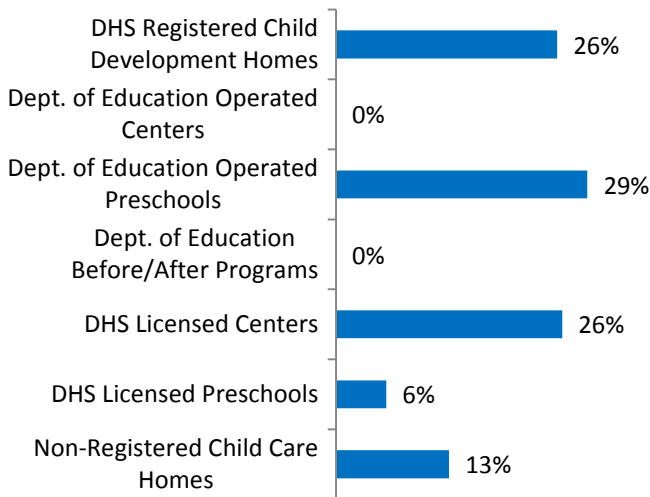 DHS Registered Child
Development Homes
26%
Dept. of Education Operated
Centers
0%
Dept. of Education Operated
Preschools
29%
Dept. of Education
Before/After Programs
0%
DHS Licensed Centers
26%
DHS Licensed Preschools
6%
Non-Registered Child Care
Homes
13%